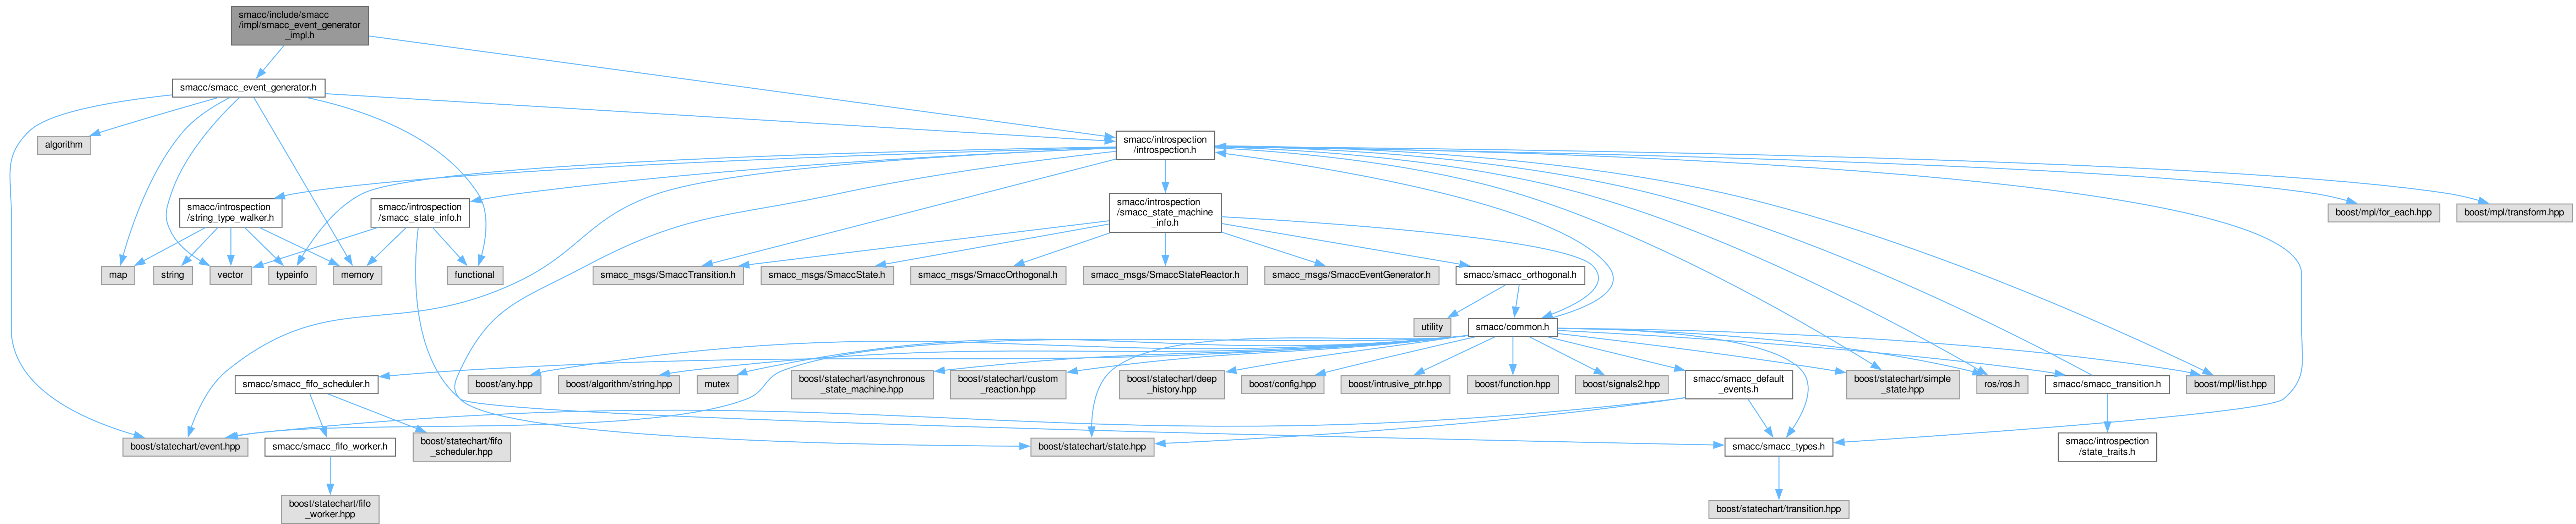 smacc/include/smacc
/impl/smacc_event_generator
_impl.h
smacc/smacc_event_generator.h
algorithm
smacc/introspection
/introspection.h
smacc/introspection
/string_type_walker.h
smacc/introspection
/smacc_state_info.h
smacc/introspection
/smacc_state_machine
_info.h
boost/mpl/for_each.hpp
boost/mpl/transform.hpp
map
string
vector
typeinfo
memory
functional
smacc_msgs/SmaccTransition.h
smacc_msgs/SmaccState.h
smacc_msgs/SmaccOrthogonal.h
smacc_msgs/SmaccStateReactor.h
smacc_msgs/SmaccEventGenerator.h
smacc/smacc_orthogonal.h
utility
smacc/common.h
smacc/smacc_fifo_scheduler.h
boost/any.hpp
boost/algorithm/string.hpp
mutex
boost/statechart/asynchronous
_state_machine.hpp
boost/statechart/custom
_reaction.hpp
boost/statechart/deep
_history.hpp
boost/config.hpp
boost/intrusive_ptr.hpp
boost/function.hpp
boost/signals2.hpp
smacc/smacc_default
_events.h
boost/statechart/simple
_state.hpp
ros/ros.h
smacc/smacc_transition.h
boost/mpl/list.hpp
boost/statechart/event.hpp
smacc/smacc_fifo_worker.h
boost/statechart/fifo
_scheduler.hpp
boost/statechart/state.hpp
smacc/smacc_types.h
smacc/introspection
/state_traits.h
boost/statechart/fifo
_worker.hpp
boost/statechart/transition.hpp